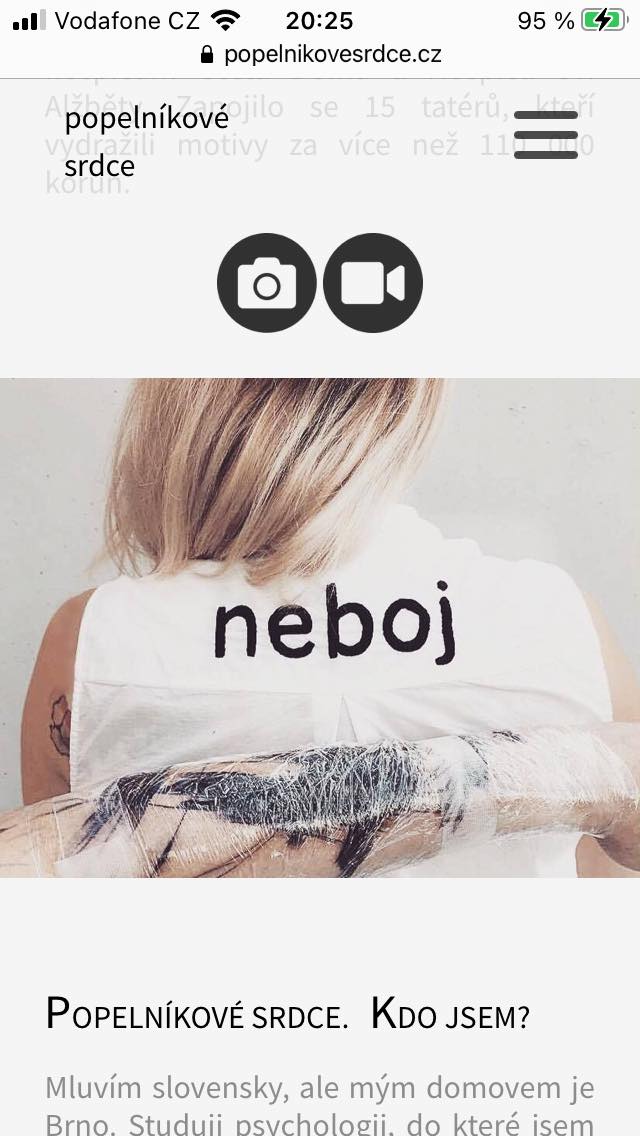 Vodafone CZ 20:25 95 %
popelnikovesrdce.cz
Alžběty. Zapojilo se 15 tatérů, kteří
popelníkové
vydražili motivy za více než 110 000
srdce
korun.
neboj
Popelníkové srdce. Kdo jsem?
Mluvím slovensky, ale mým domovem je
Brno. Studuji psychologii, do které jsem